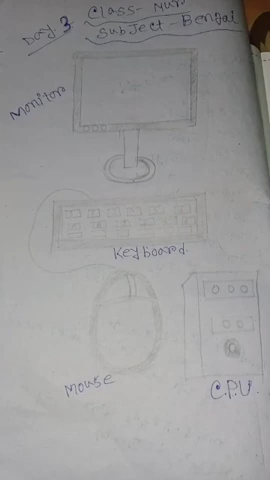 Day 3 Class- Nur
Subject-Bengal
Monitor
Keyboard
Mouse
C.P.U